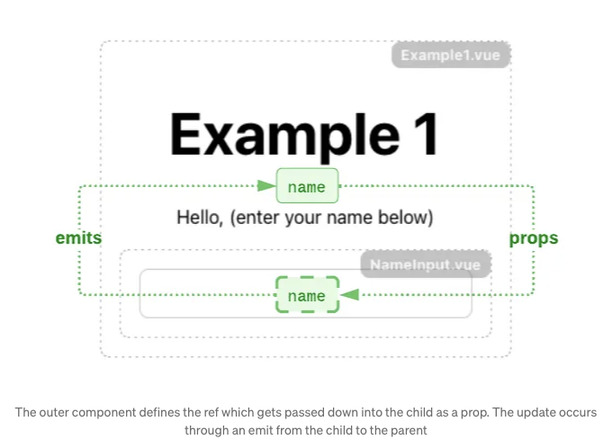 Example1.vue
Example 1
name
Hello, (enter your name below)
emits
props
NameInput.vue
name
The outer component defines the ref which gets passed down into the child as a prop. The update occurs
through an emit from the child to the parent